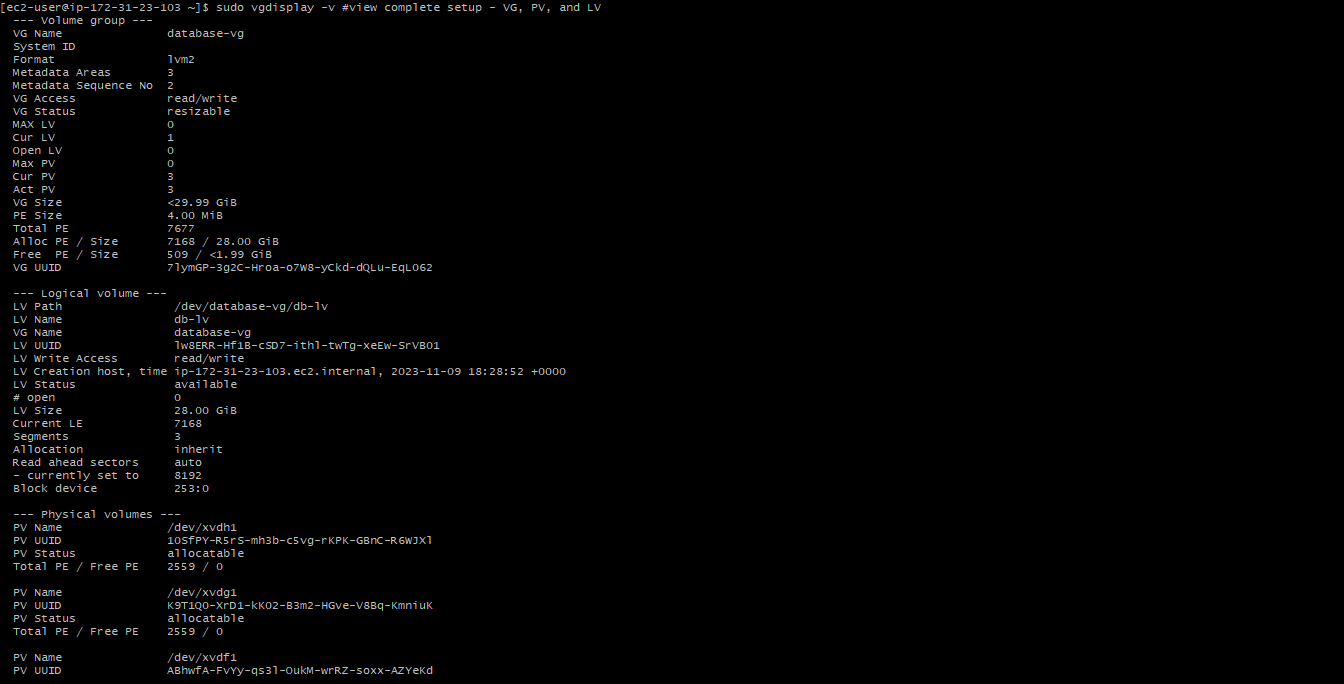 [ec2-user@ip-172-31-23-103 ~]$ sudo vgdisplay -v #view complete setup - VG, PV, and LV
--- Volume group ---
VG Name database-vg
System ID
Format lvm2
Metadata Areas 3
Metadata Sequence No 2
VG Access read/write
VG Status resizable
MAX LV 0
Cur LV 1
Open LV 0
Max PV 0
Cur PV 3
Act PV 3
VG Size <29.99 GiB
PE Size 4.00 MiB
Total PE 7677
Alloc PE / Size 7168 / 28.00 GiB
Free PE / Size 509 / <1.99 GiB
VG UUID 7lymGP-3g2C-Hroa-o7W8-yCkd-dQLu-EqLO62

--- Logical volume ---
LV Path /dev/database-vg/db-lv
LV Name db-lv
VG Name database-vg
LV UUID lw8ERR-Hf1B-cSD7-ithl-twTg-xeEw-SrVBO1
LV Write Access read/write
LV Creation host, time ip-172-31-23-103.ec2.internal, 2023-11-09 18:28:52 +0000
LV Status available
# open 0
LV Size 28.00 GiB
Current LE 7168
Segments 3
Allocation inherit
Read ahead sectors auto
- currently set to 8192
Block device 253:0

--- Physical volumes ---
PV Name /dev/xvdh1
PV UUID 1OSfPY-R5rS-mh3b-c5vg-rKPK-GBnC-R6WJXl
PV Status allocatable
Total PE / Free PE 2559 / 0

PV Name /dev/xvdg1
PV UUID K9T1QO-XrD1-kKO2-B3m2-HGve-V8Bq-KmniuK
PV Status allocatable
Total PE / Free PE 2559 / 0

PV Name /dev/xvdf1
PV UUID ABhwfA-FvYy-qs3l-OukM-wrRZ-soxx-AZYeKd